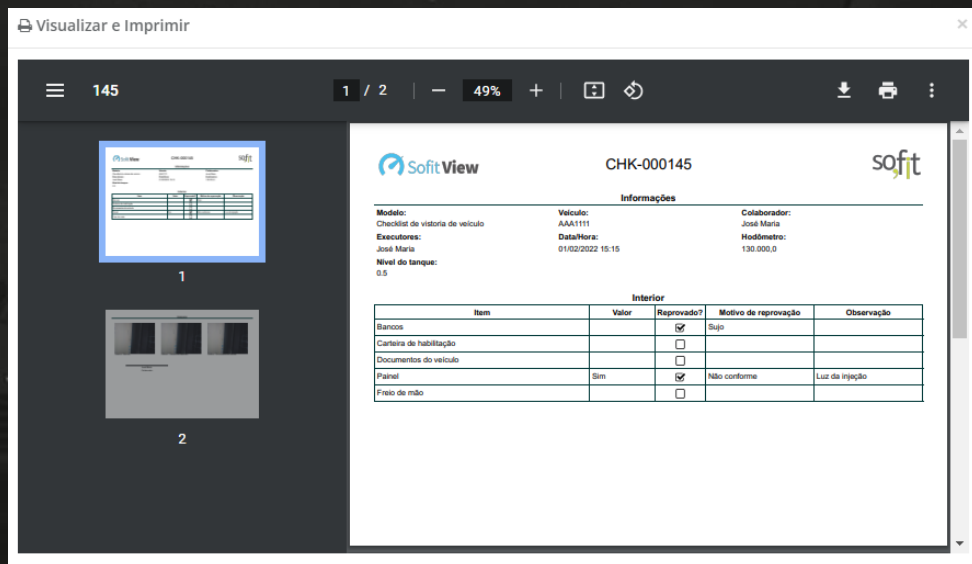 Visualizar e Imprimir ×
145 1 / 2 49%
1
2
Sofit View CHK-000145 sofit
Informações
Modelo: Veículo: Colaborador:
Checklist de vistoria de veículo AAA1111 José Maria
Executores: Data/Hora: Hodômetro:
José Maria 01/02/2022 15:15 130.000,0
Nível do tanque:
0.5
Interior
Item Valor Reprovado? Motivo de reprovação Observação
Bancos Sujo
Carteira de habilitação
Documentos do veículo
Painel Sim Não conforme Luz da injeção
Freio de mão